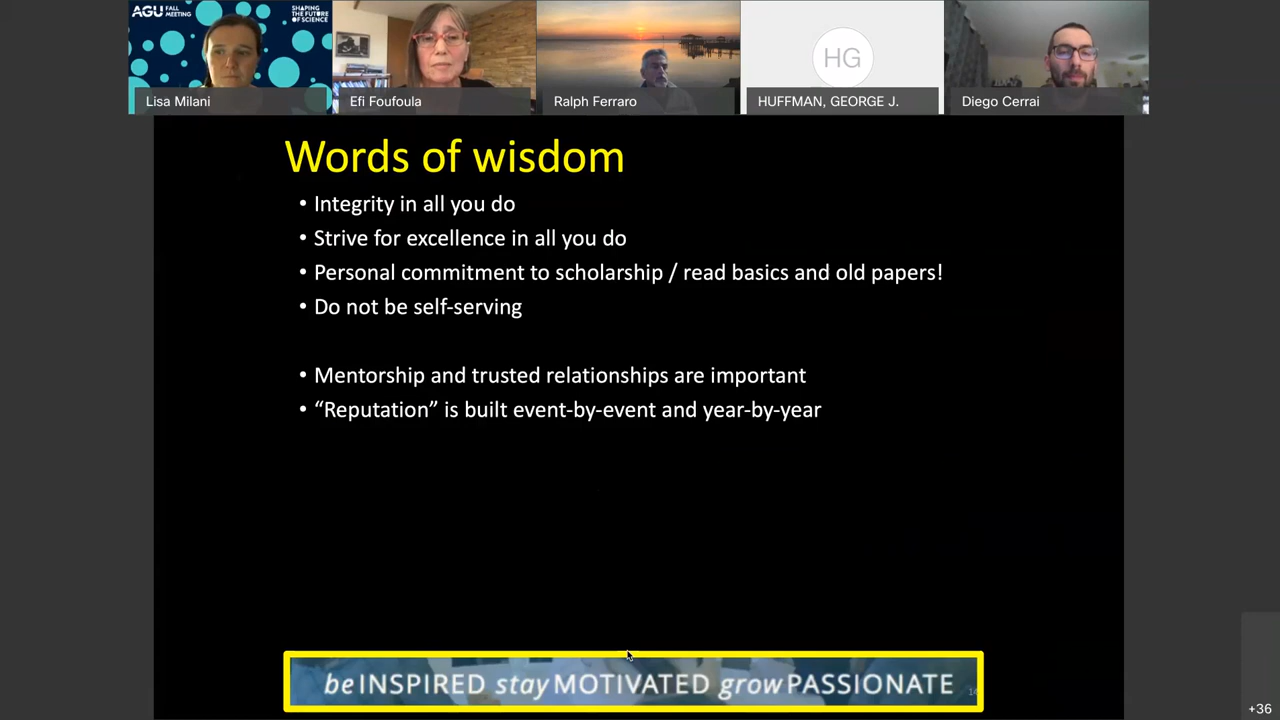 AGU FALL MEETING
SHAPING THE FUTURE OF SCIENCE
Lisa Milani
Efi Foufoula
Ralph Ferraro
HG
HUFFMAN, GEORGE J.
Diego Cerrai
Words of wisdom
• Integrity in all you do
• Strive for excellence in all you do
• Personal commitment to scholarship / read basics and old papers!
• Do not be self-serving
• Mentorship and trusted relationships are important
• “Reputation” is built event-by-event and year-by-year
be INSPIRED stay MOTIVATED grow PASSIONATE
+36